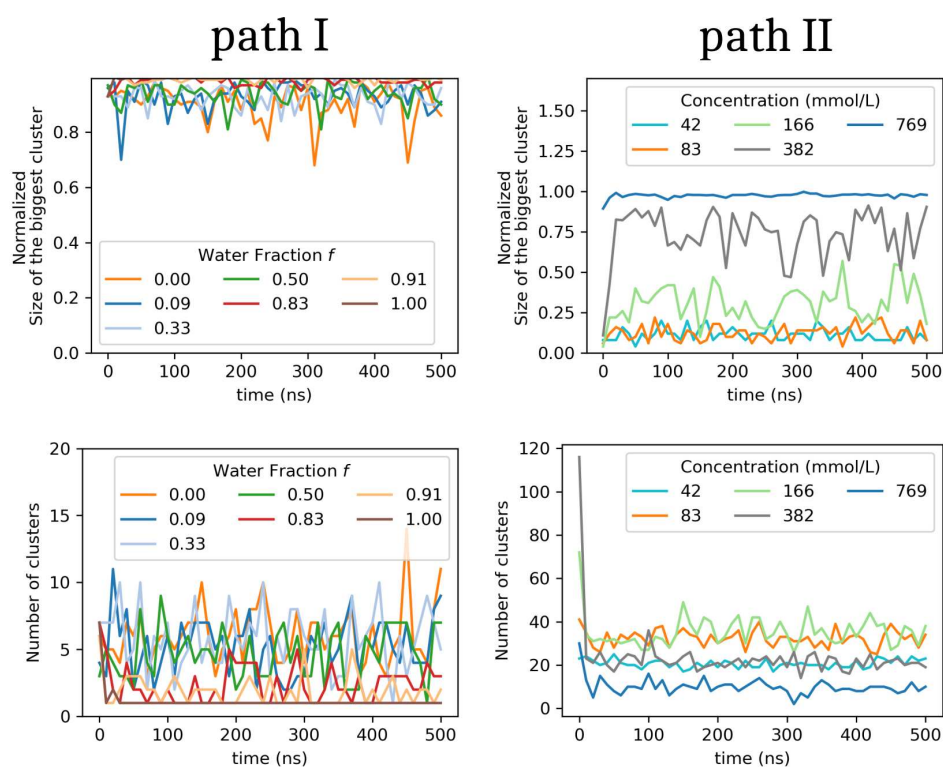 path I
path II
Normalized
Size of the biggest cluster
0.8
0.6
0.4
0.2
0.0
Water Fraction f
0.00 0.50 0.91
0.09 0.83 1.00
0.33
0 100 200 300 400 500
time (ns)
Normalized
Size of the biggest cluster
1.50
1.25
1.00
0.75
0.50
0.25
0.00
Concentration (mmol/L)
42 166 769
83 382
0 100 200 300 400 500
time (ns)
Number of clusters
20
15
10
5
0
Water Fraction f
0.00 0.50 0.91
0.09 0.83 1.00
0.33
0 100 200 300 400 500
time (ns)
Number of clusters
120
100
80
60
40
20
0
Concentration (mmol/L)
42 166 769
83 382
0 100 200 300 400 500
time (ns)